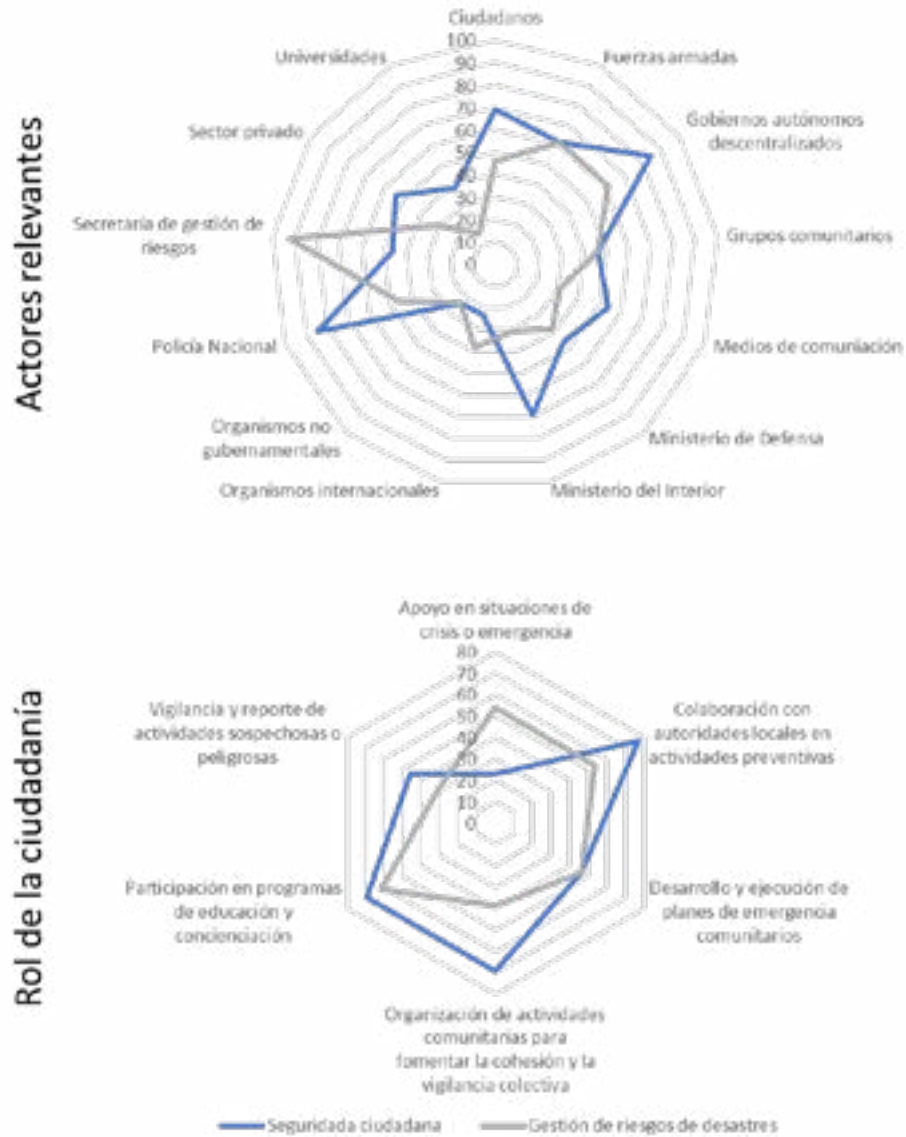 Actores relevantes
Ciudadanos
Fuerzas armadas
Gobiernos autónomos
descentralizados
Grupos comunitarios
Medios de comuniación
Ministerio de Defensa
Ministerio del Interior
Organismos internacionales
Organismos no
gubernamentales
Policía Nacional
Secretaría de gestión de
riesgos
Sector privado
Universidades
100
90
80
70
60
50
40
30
20
10
0
Rol de la ciudadanía
Apoyo en situaciones de
crisis o emergencia
Colaboración con
autoridades locales en
actividades preventivas
Desarrollo y ejecución de
planes de emergencia
comunitarios
Organización de actividades
comunitarias para
fomentar la cohesión y la
vigilancia colectiva
Participación en programas
de educación y
concienciación
Vigilancia y reporte de
actividades sospechosas o
peligrosas
80
70
60
50
40
30
20
10
0
Seguridada ciudadana
Gestión de riesgos de desastres